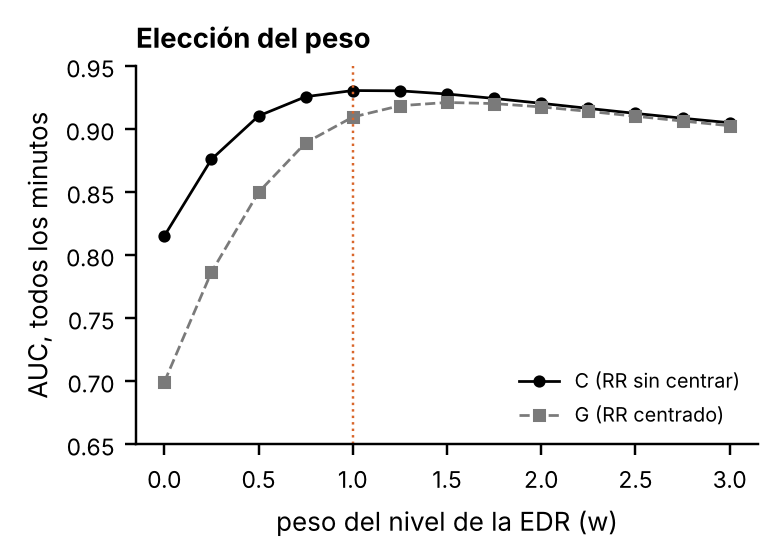 Elección del peso
AUC, todos los minutos
0.95
0.90
0.85
0.80
0.75
0.70
0.65
C (RR sin centrar)
G (RR centrado)
0.0 0.5 1.0 1.5 2.0 2.5 3.0
peso del nivel de la EDR (w)